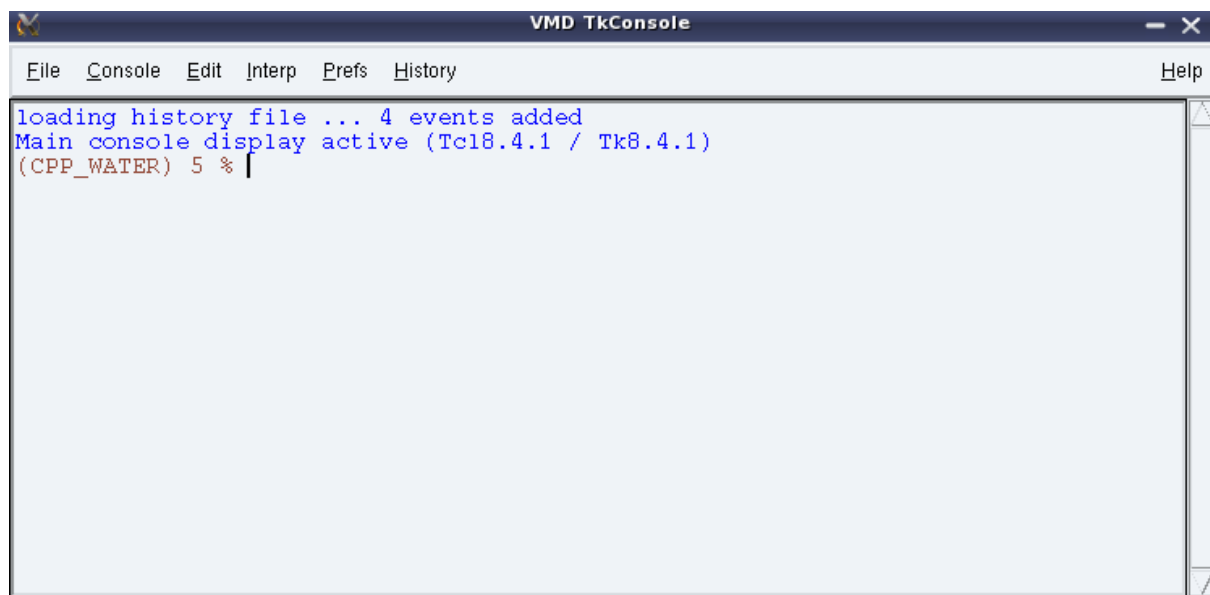 VMD TkConsole
File Console Edit Interp Prefs History Help
loading history file ... 4 events added
Main console display active (Tcl8.4.1 / Tk8.4.1)
(CPP_WATER) 5 %